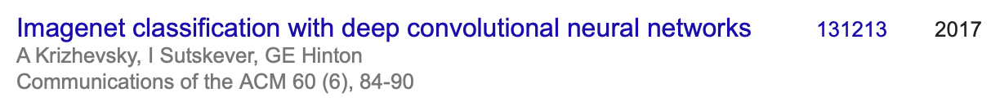 Imagenet classification with deep convolutional neural networks 131213 2017
A Krizhevsky, I Sutskever, GE Hinton
Communications of the ACM 60 (6), 84-90